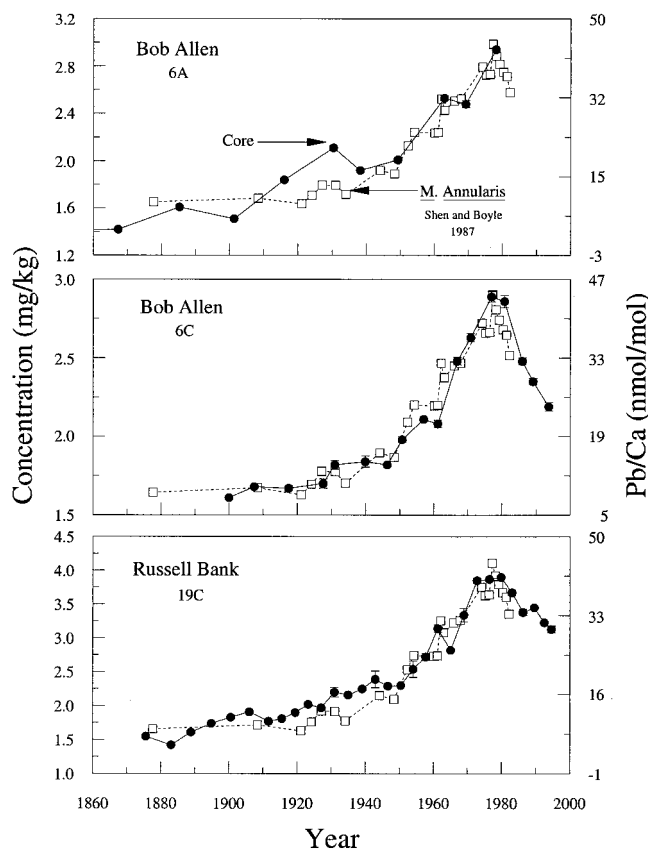 Concentration (mg/kg)
Pb/Ca (nmol/mol)
3.2
2.8
2.4
2.0
1.6
1.2
50
32
15
-3
Bob Allen
6A
Core
M. Annularis
Shen and Boyle
1987
3.0
2.5
2.0
1.5
47
33
19
5
Bob Allen
6C
4.5
4.0
3.5
3.0
2.5
2.0
1.5
1.0
50
33
16
-1
Russell Bank
19C
1860 1880 1900 1920 1940 1960 1980 2000
Year